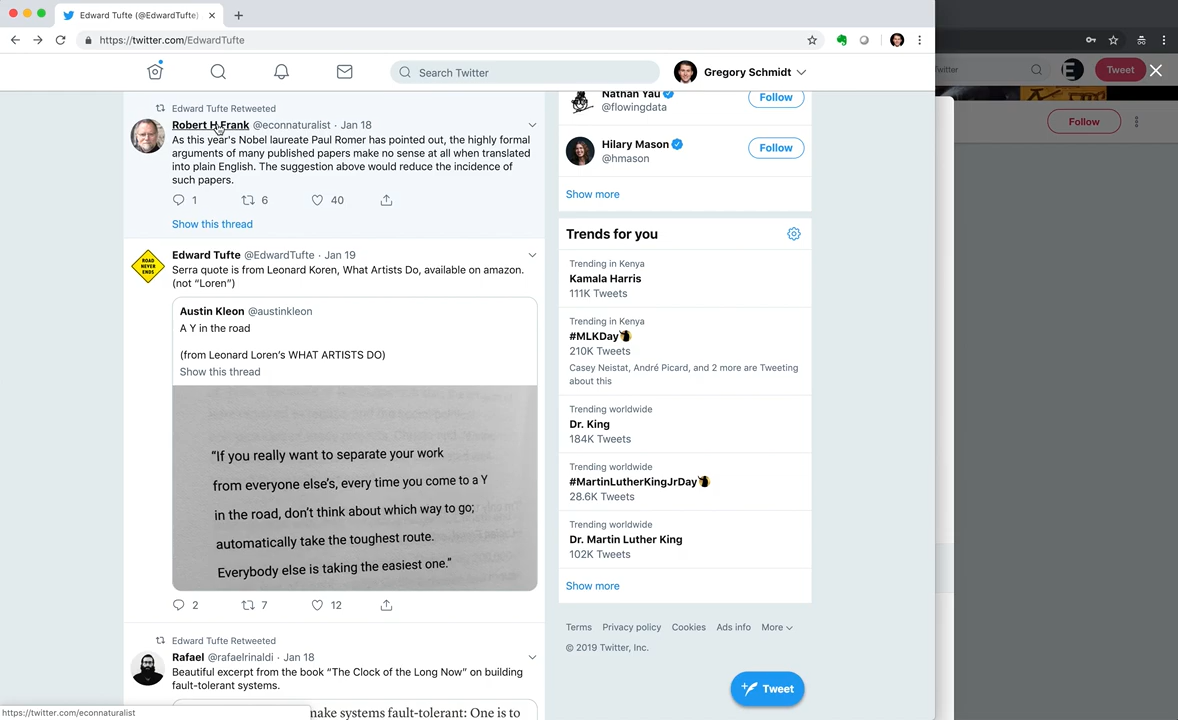 Edward Tufte (@EdwardTufte)
https://twitter.com/EdwardTufte
Search Twitter
Gregory Schmidt
Edward Tufte Retweeted
Robert H Frank @econnaturalist · Jan 18
As this year's Nobel laureate Paul Romer has pointed out, the highly formal
arguments of many published papers make no sense at all when translated
into plain English. The suggestion above would reduce the incidence of
such papers.
1 6 40
Show this thread
Edward Tufte @EdwardTufte · Jan 19
Serra quote is from Leonard Koren, What Artists Do, available on amazon.
(not “Loren”)
ROAD
NEVER
ENDS
Austin Kleon @austinkleon
A Y in the road
(from Leonard Loren’s WHAT ARTISTS DO)
Show this thread
“If you really want to separate your work
from everyone else’s, every time you come to a Y
in the road, don’t think about which way to go;
automatically take the toughest route.
Everybody else is taking the easiest one.”
2 7 12
Edward Tufte Retweeted
Rafael @rafaelrinaldi · Jan 18
Beautiful excerpt from the book “The Clock of the Long Now” on building
fault-tolerant systems.
make systems fault-tolerant: One is to
https://twitter.com/econnaturalist
Nathan Yau
@flowingdata
Follow
Hilary Mason
@hmason
Follow
Show more
Trends for you
Trending in Kenya
Kamala Harris
111K Tweets
Trending in Kenya
#MLKDay
210K Tweets
Casey Neistat, André Picard, and 2 more are Tweeting
about this
Trending worldwide
Dr. King
184K Tweets
Trending worldwide
#MartinLutherKingJrDay
28.6K Tweets
Trending worldwide
Dr. Martin Luther King
102K Tweets
Show more
Terms Privacy policy Cookies Ads info More
© 2019 Twitter, Inc.
Tweet
witter
Tweet
Follow